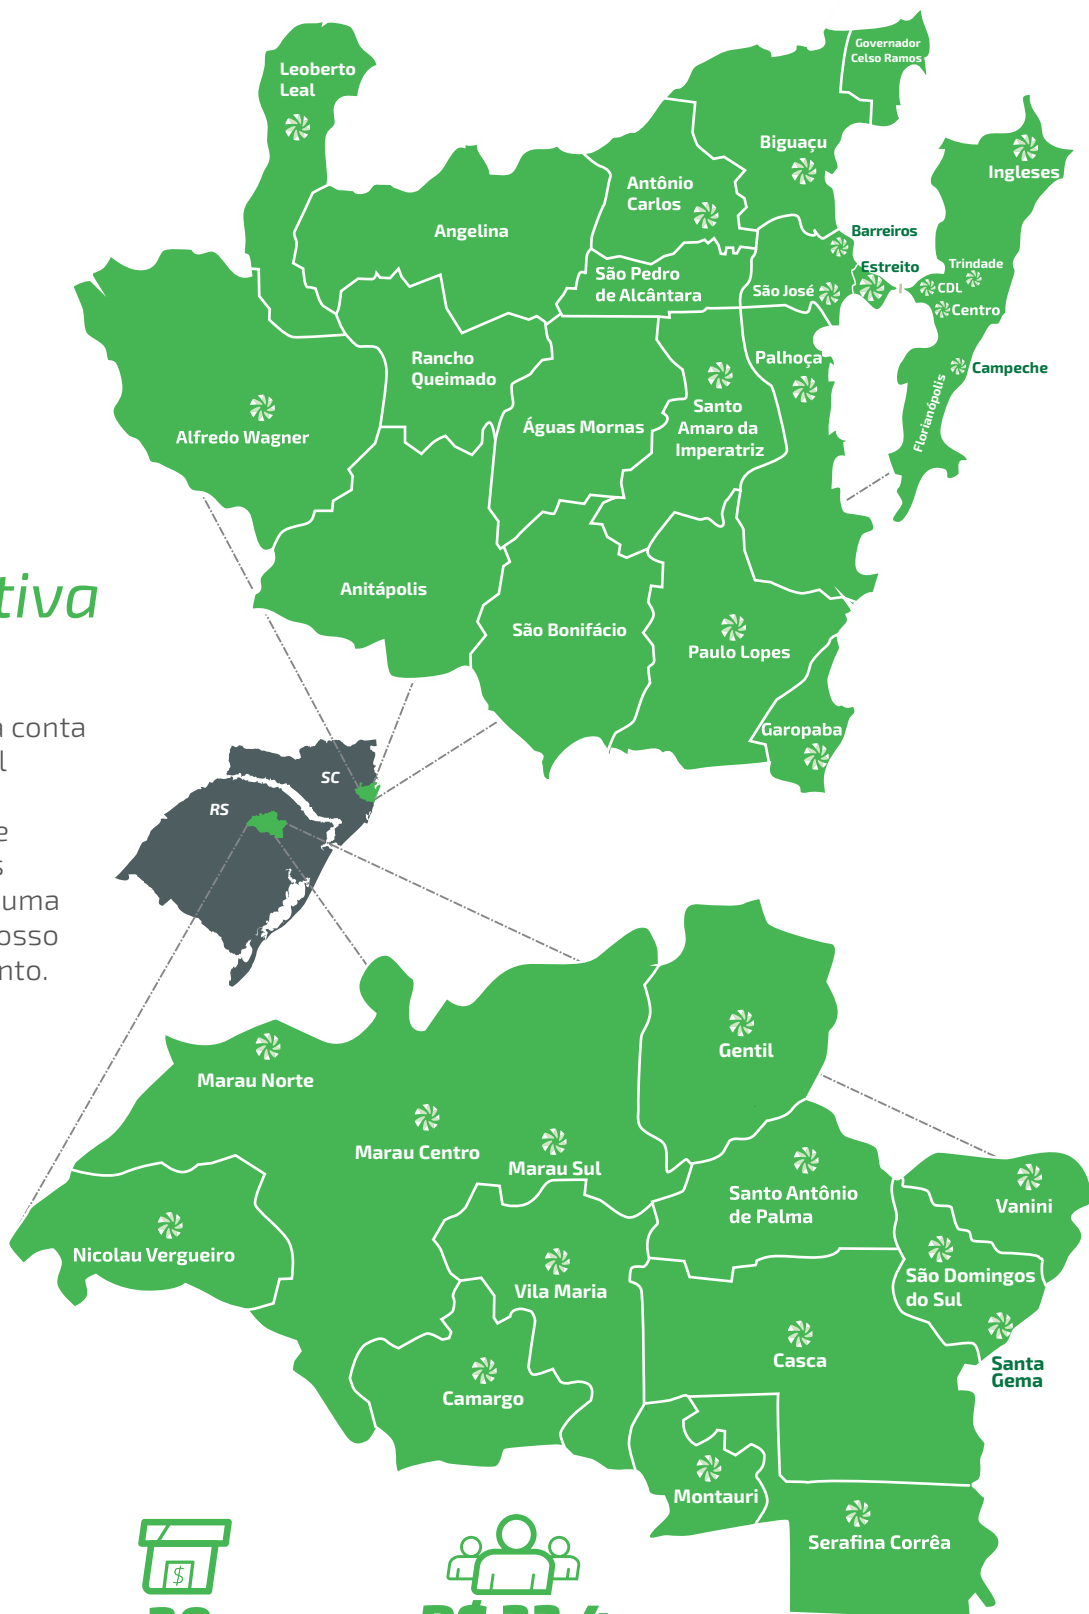 Leoberto
Leal
Governador
Celso Ramos
Biguaçu
Ingleses
Antônio
Carlos
Angelina
Barreiros
Estreito
Trindade
São Pedro
de Alcântara
São José
CDL
Centro
Rancho
Queimado
Palhoça
Campeche
Florianópolis
Santo
Amaro da
Imperatriz
Águas Mornas
Alfredo Wagner
Anitápolis
tiva
São Bonifácio
Paulo Lopes
Garopaba
conta
SC
RS
uma
osso
nto.
Gentil
Marau Norte
Marau Centro
Marau Sul
Santo Antônio
de Palma
Vanini
Nicolau Vergueiro
Vila Maria
São Domingos
do Sul
Casca
Santa
Gema
Camargo
Montauri
Serafina Corrêa
$